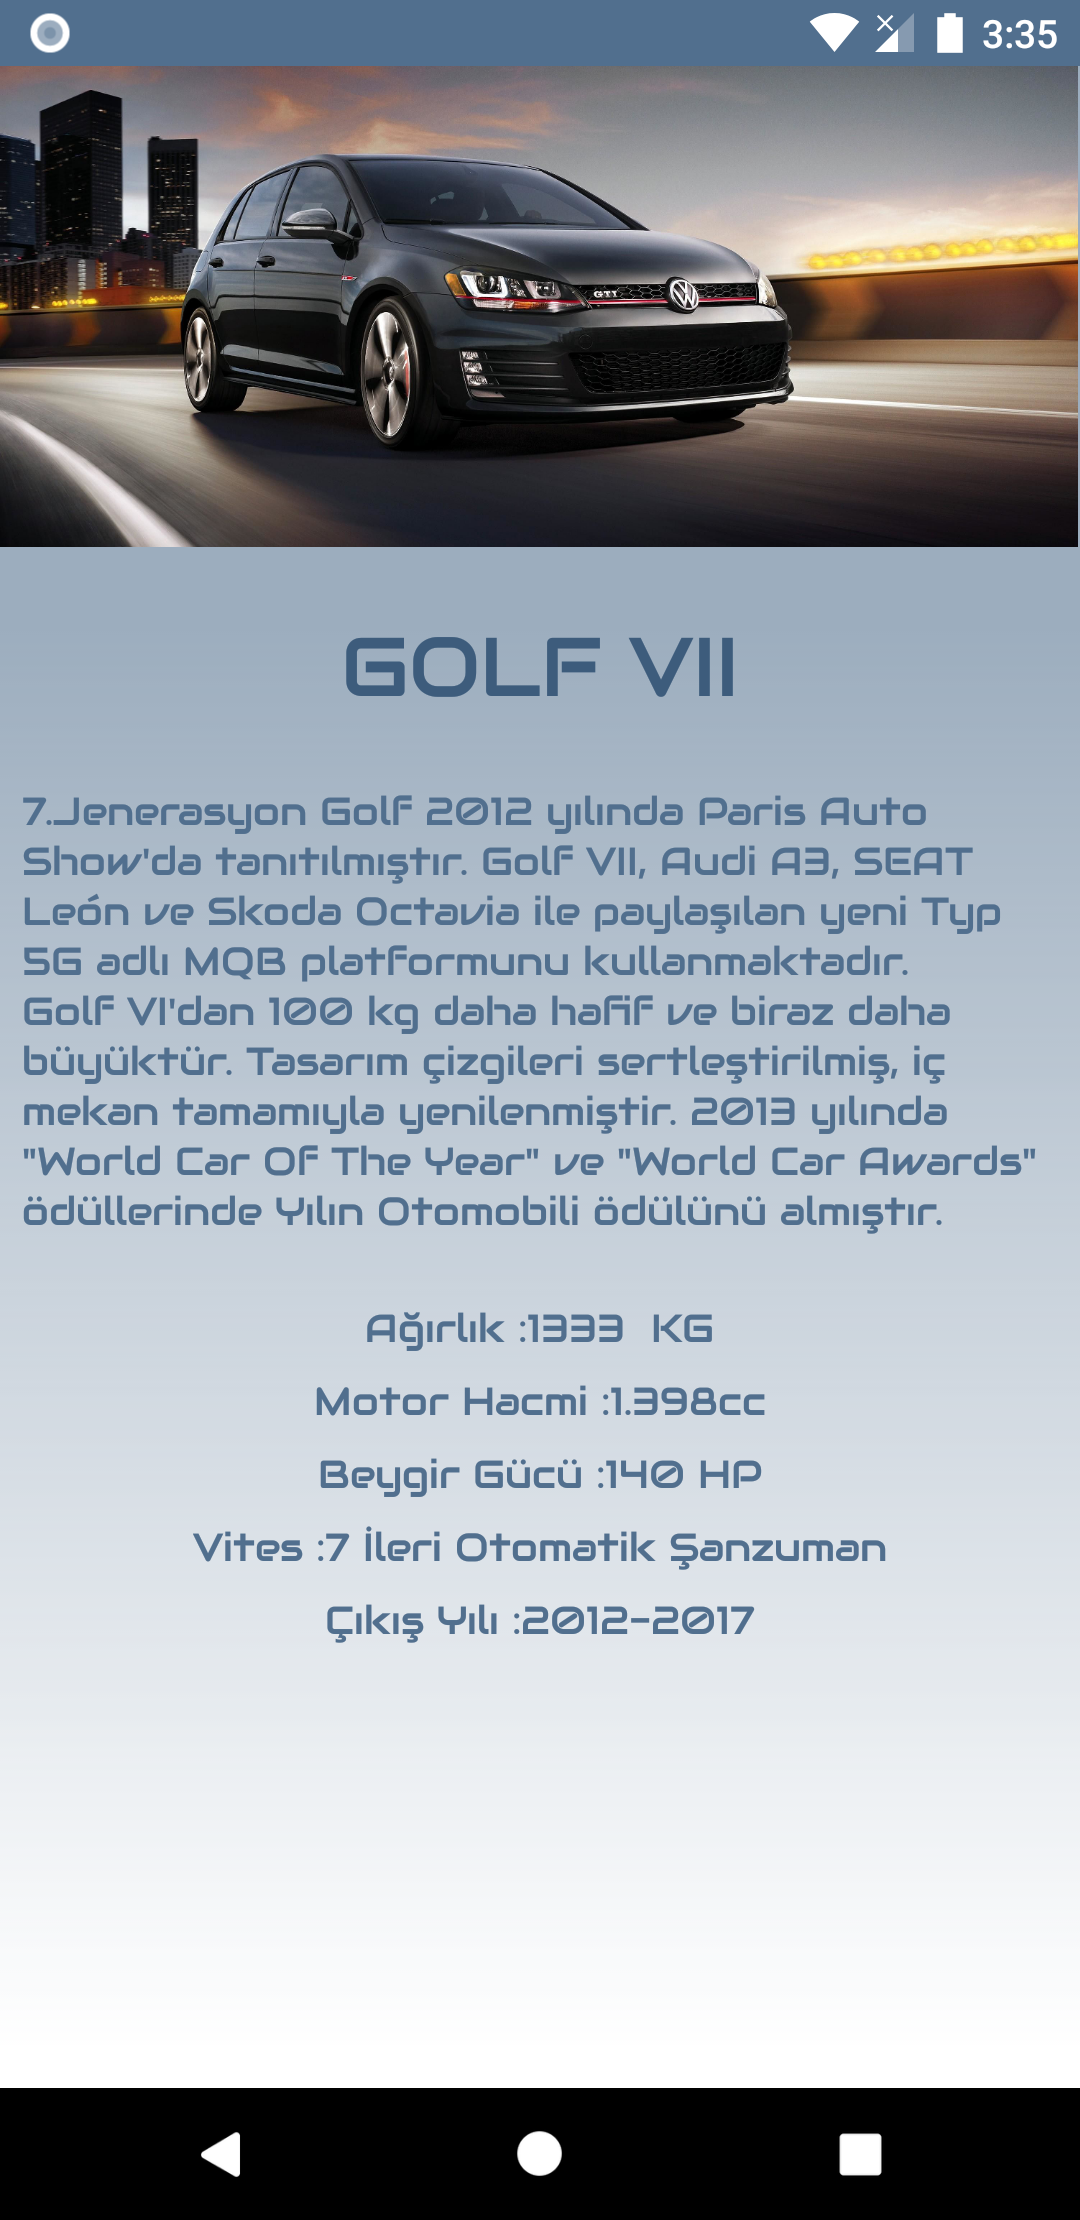 3:35
GTI
GOLF VII
7.Jenerasyon Golf 2012 yılında Paris Auto
Show'da tanıtılmıştır. Golf VII, Audi A3, SEAT
León ve Skoda Octavia ile paylaşılan yeni Typ
5G adlı MQB platformunu kullanmaktadır.
Golf VI'dan 100 kg daha hafif ve biraz daha
büyüktür. Tasarım çizgileri sertleştirilmiş, iç
mekan tamamıyla yenilenmiştir. 2013 yılında
"World Car Of The Year" ve "World Car Awards"
ödüllerinde Yılın Otomobili ödülünü almıştır.
Ağırlık :1333  KG
Motor Hacmi :1.398cc
Beygir Gücü :140 HP
Vites :7 İleri Otomatik Şanzuman
Çıkış Yılı :2012-2017